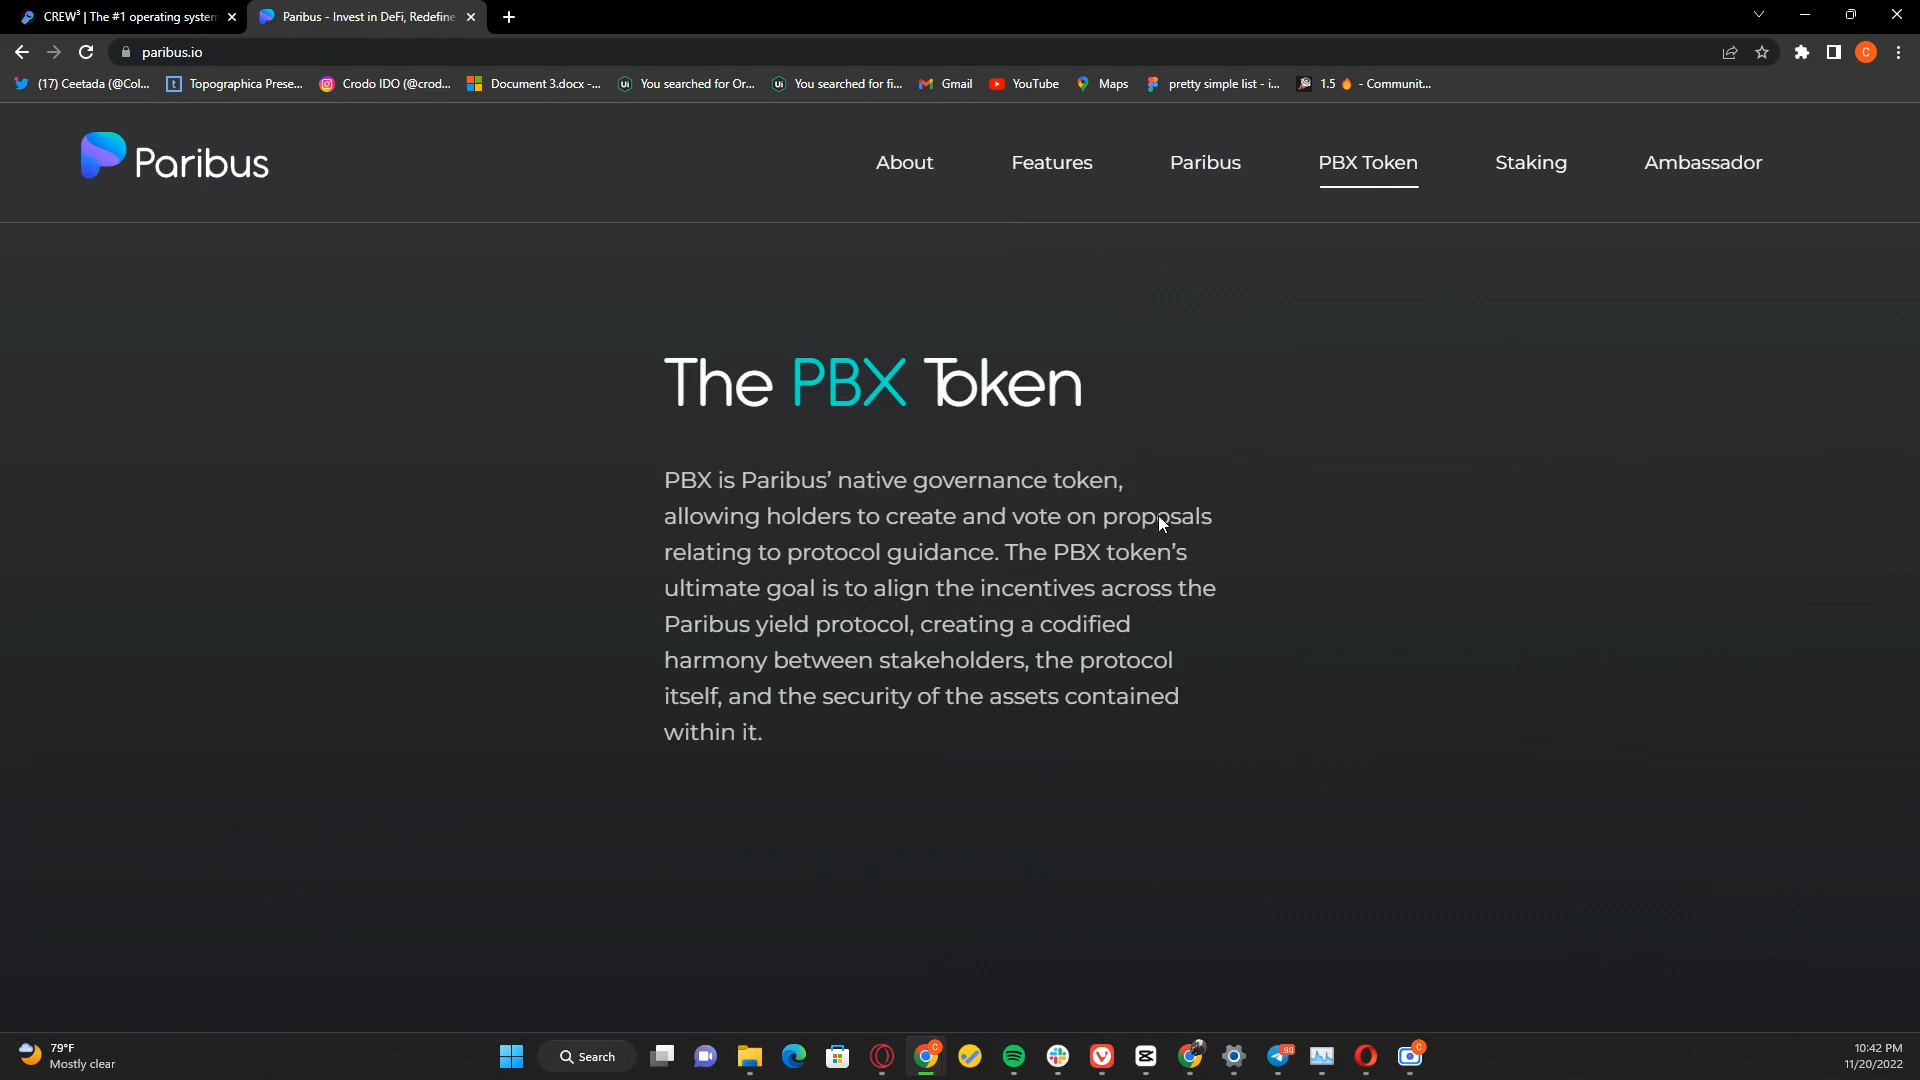 CREW³ | The #1 operating system
Paribus - Invest in DeFi, Redefine
paribus.io
C
(17) Ceetada (@Col...
Topographica Prese...
Crodo IDO (@crod...
Document 3.docx -...
You searched for Or...
You searched for fi...
Gmail
YouTube
Maps
pretty simple list - i...
1.5 🔥 - Communit...
Paribus
About
Features
Paribus
PBX Token
Staking
Ambassador
The PBX Token
PBX is Paribus’ native governance token,
allowing holders to create and vote on proposals
relating to protocol guidance. The PBX token’s
ultimate goal is to align the incentives across the
Paribus yield protocol, creating a codified
harmony between stakeholders, the protocol
itself, and the security of the assets contained
within it.
79°F
Mostly clear
Search
C
90
C
10:42 PM
11/20/2022